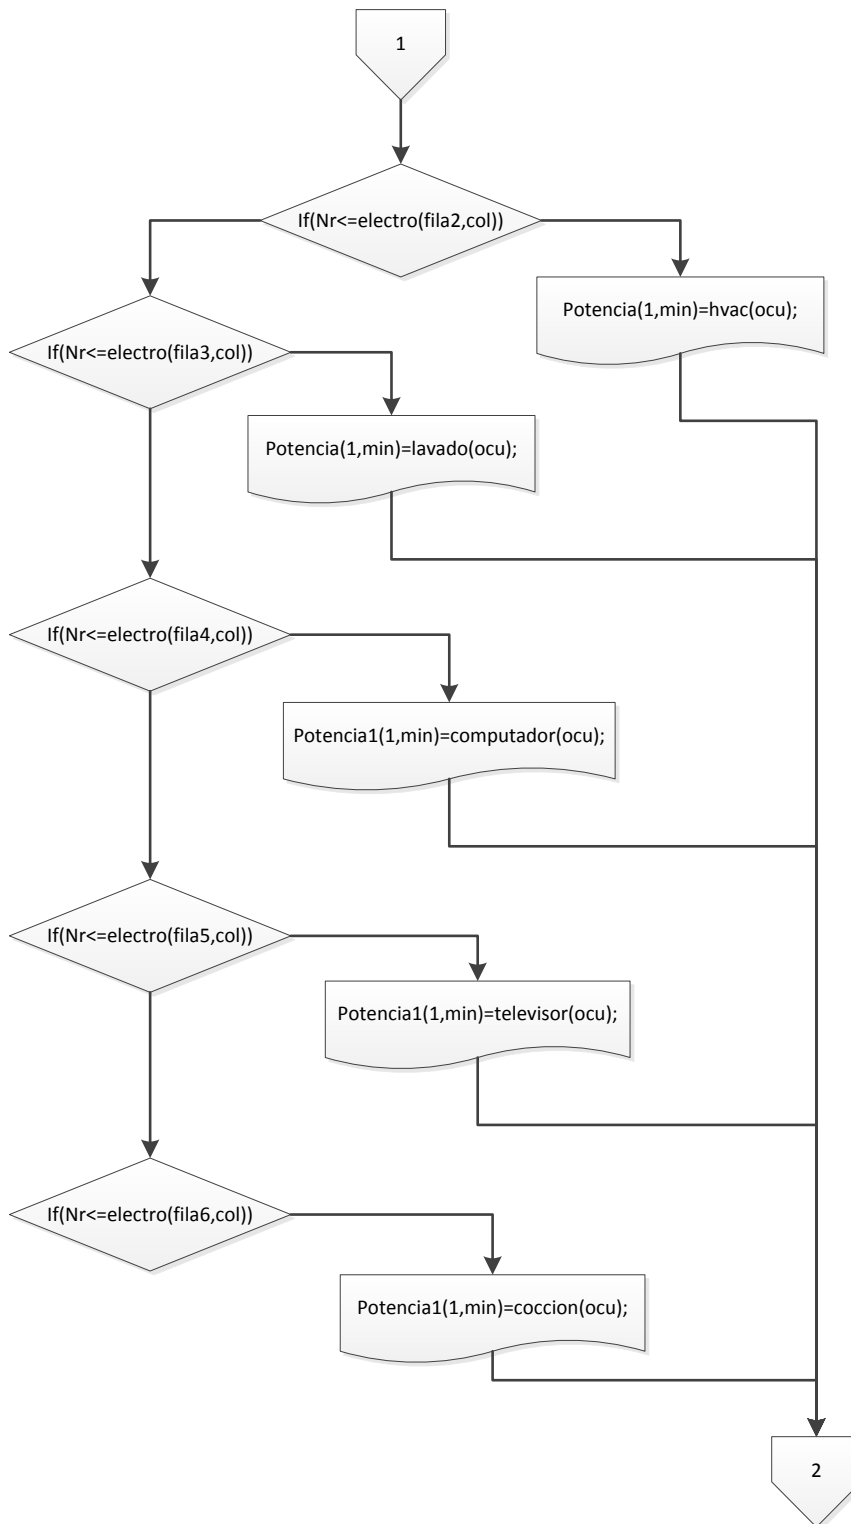 1
If(Nr<=electro(fila2,col))
Potencia(1,min)=hvac(ocu);
If(Nr<=electro(fila3,col))
Potencia(1,min)=lavado(ocu);
If(Nr<=electro(fila4,col))
Potencia1(1,min)=computador(ocu);
If(Nr<=electro(fila5,col))
Potencia1(1,min)=televisor(ocu);
If(Nr<=electro(fila6,col))
Potencia1(1,min)=coccion(ocu);
2